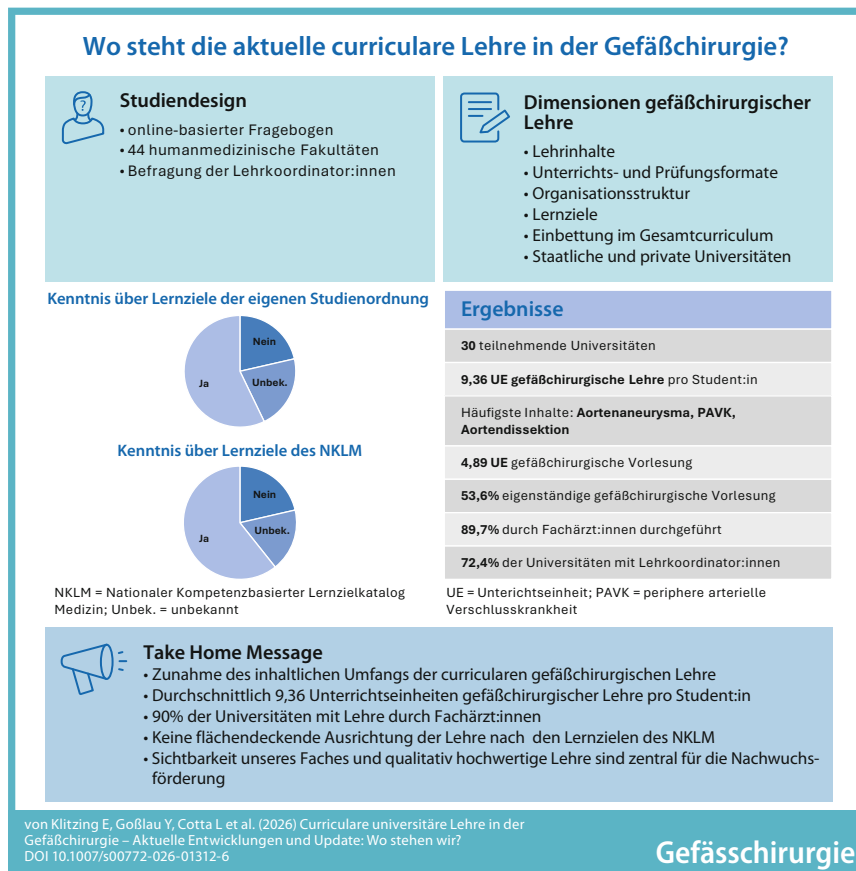 Wo steht die aktuelle curriculare Lehre in der Gefäßchirurgie?
?
Studiendesign
• online-basierter Fragebogen
• 44 humanmedizinische Fakultäten
• Befragung der Lehrkoordinator:innen
Dimensionen gefäßchirurgischer
Lehre
• Lehrinhalte
• Unterrichts- und Prüfungsformate
• Organisationsstruktur
• Lernziele
• Einbettung im Gesamtcurriculum
• Staatliche und private Universitäten
Kenntnis über Lernziele der eigenen Studienordnung
Nein
Unbek.
Ja
Kenntnis über Lernziele des NKLM
Nein
Unbek.
Ja
NKLM = Nationaler Kompetenzbasierter Lernzielkatalog
Medizin; Unbek. = unbekannt
Ergebnisse
30 teilnehmende Universitäten
9,36 UE gefäßchirurgische Lehre pro Student:in
Häufigste Inhalte: Aortenaneurysma, PAVK,
Aortendissektion
4,89 UE gefäßchirurgische Vorlesung
53,6% eigenständige gefäßchirurgische Vorlesung
89,7% durch Fachärzt:innen durchgeführt
72,4% der Universitäten mit Lehrkoordinator:innen
UE = Unterrichtseinheit; PAVK = periphere arterielle
Verschlusskrankheit
Take Home Message
• Zunahme des inhaltlichen Umfangs der curricularen gefäßchirurgischen Lehre
• Durchschnittlich 9,36 Unterrichtseinheiten gefäßchirurgischer Lehre pro Student:in
• 90% der Universitäten mit Lehre durch Fachärzt:innen
• Keine flächendeckende Ausrichtung der Lehre nach den Lernzielen des NKLM
• Sichtbarkeit unseres Faches und qualitativ hochwertige Lehre sind zentral für die Nachwuchs-
förderung
von Klitzing E, Goßlau Y, Cotta L et al. (2026) Curriculare universitäre Lehre in der
Gefäßchirurgie – Aktuelle Entwicklungen und Update: Wo stehen wir?
DOI 10.1007/s00772-026-01312-6
Gefässchirurgie